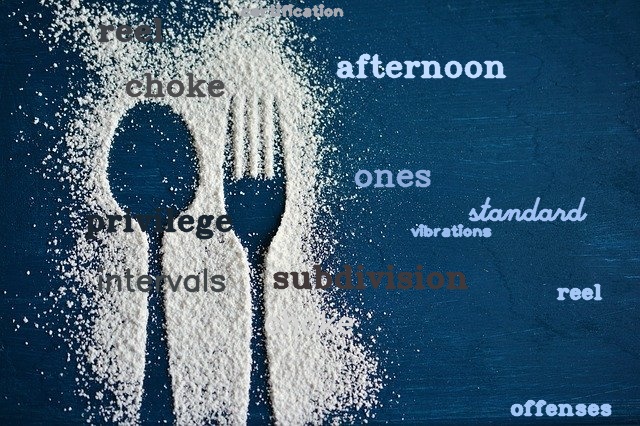 reel
afternoon
choke
ones
standard
privilege
vibrations
intervals
subdivision
reel
offenses